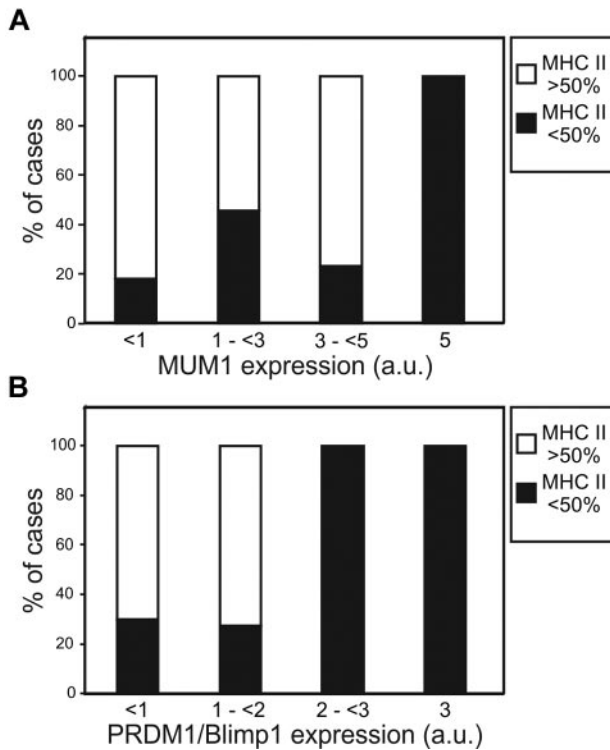 A
MHC II
>50%
MHC II
<50%
100
80
60
40
20
0
% of cases
<1 1 - <3 3 - <5 5
MUM1 expression (a.u.)
B
MHC II
>50%
MHC II
<50%
100
80
60
40
20
0
% of cases
<1 1 - <2 2 - <3 3
PRDM1/Blimp1 expression (a.u.)